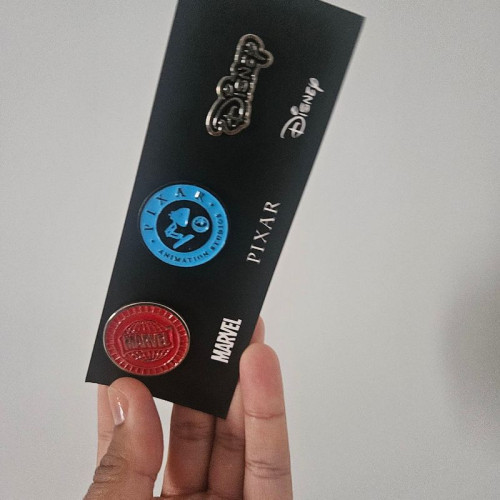 Disney
Disney
PIXAR
ANIMATION STUDIOS
PIXAR
MARVEL
MARVEL